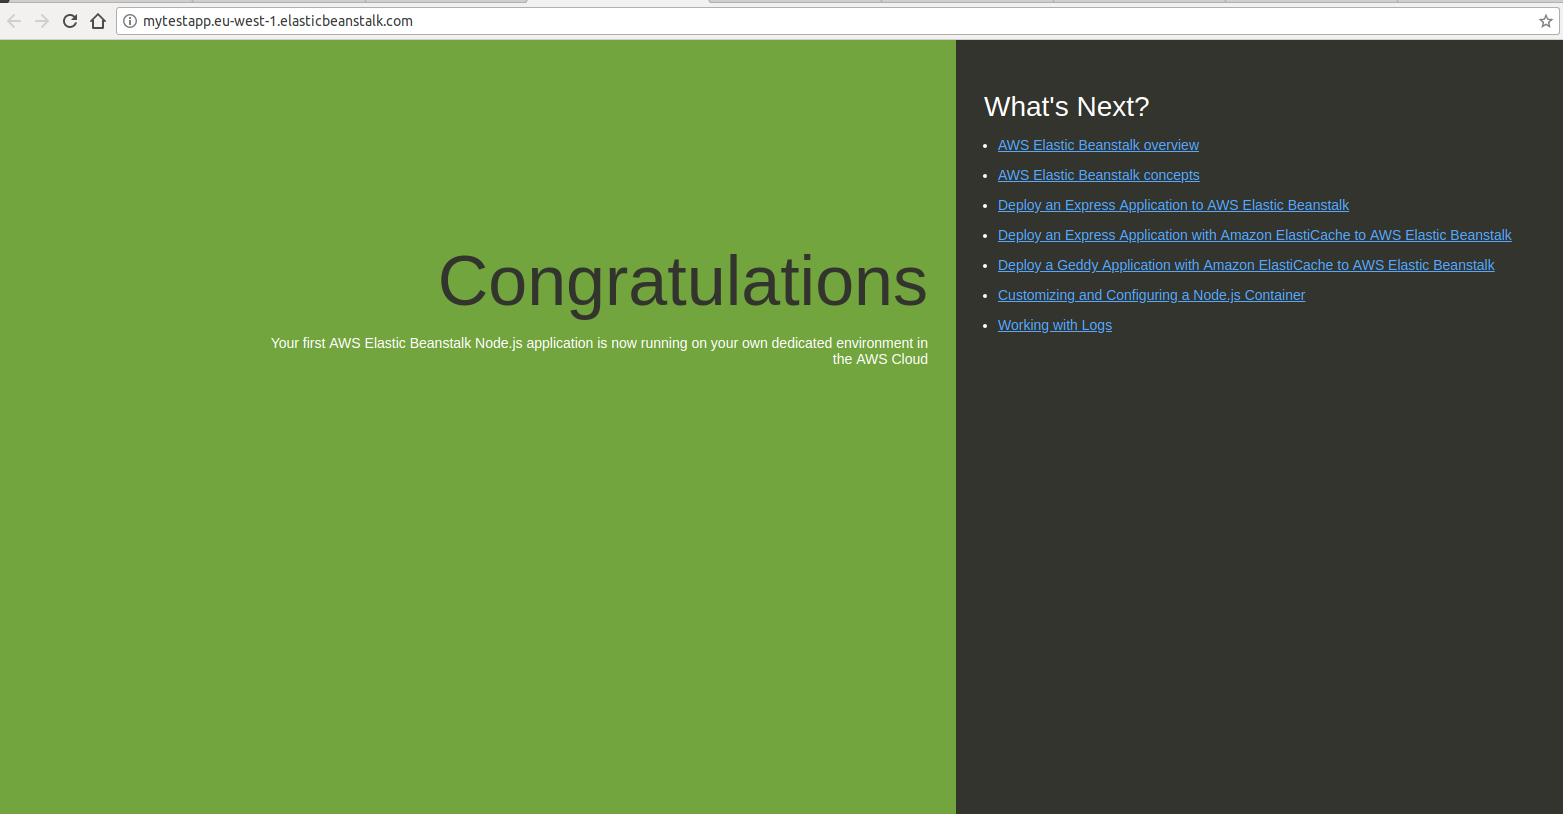 mytestapp.eu-west-1.elasticbeanstalk.com
Congratulations
Your first AWS Elastic Beanstalk Node.js application is now running on your own dedicated environment in
the AWS Cloud
What's Next?
AWS Elastic Beanstalk overview
AWS Elastic Beanstalk concepts
Deploy an Express Application to AWS Elastic Beanstalk
Deploy an Express Application with Amazon ElastiCache to AWS Elastic Beanstalk
Deploy a Geddy Application with Amazon ElastiCache to AWS Elastic Beanstalk
Customizing and Configuring a Node.js Container
Working with Logs